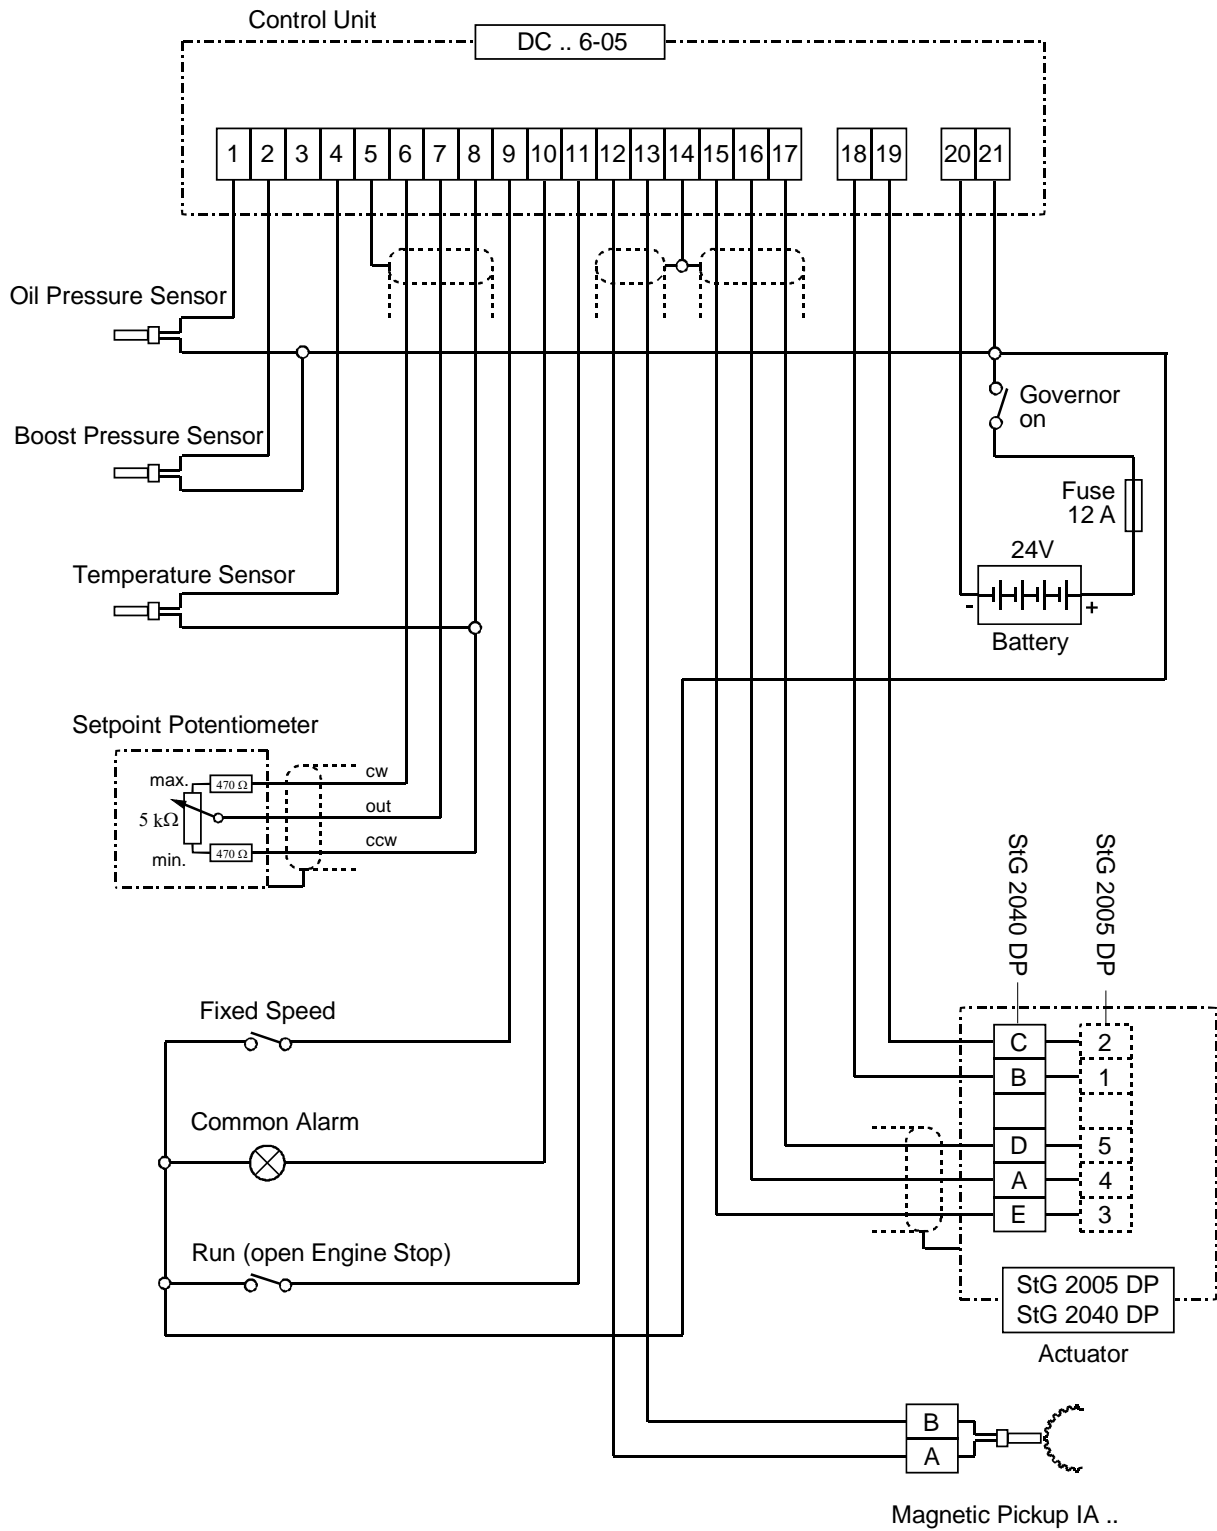 Control Unit
DC .. 6-05
1 2 3 4 5 6 7 8 9 10 11 12 13 14 15 16 17 18 19 20 21
Oil Pressure Sensor
Governor
on
Boost Pressure Sensor
Fuse
12 A
24V
Temperature Sensor
- +
Battery
Setpoint Potentiometer
max. 470 Ω cw
5 kΩ out
min. 470 Ω ccw
StG 2040 DP
StG 2005 DP
Fixed Speed
C 2
B 1
Common Alarm
D 5
A 4
E 3
Run (open Engine Stop)
StG 2005 DP
StG 2040 DP
Actuator
B
A
Magnetic Pickup IA ..